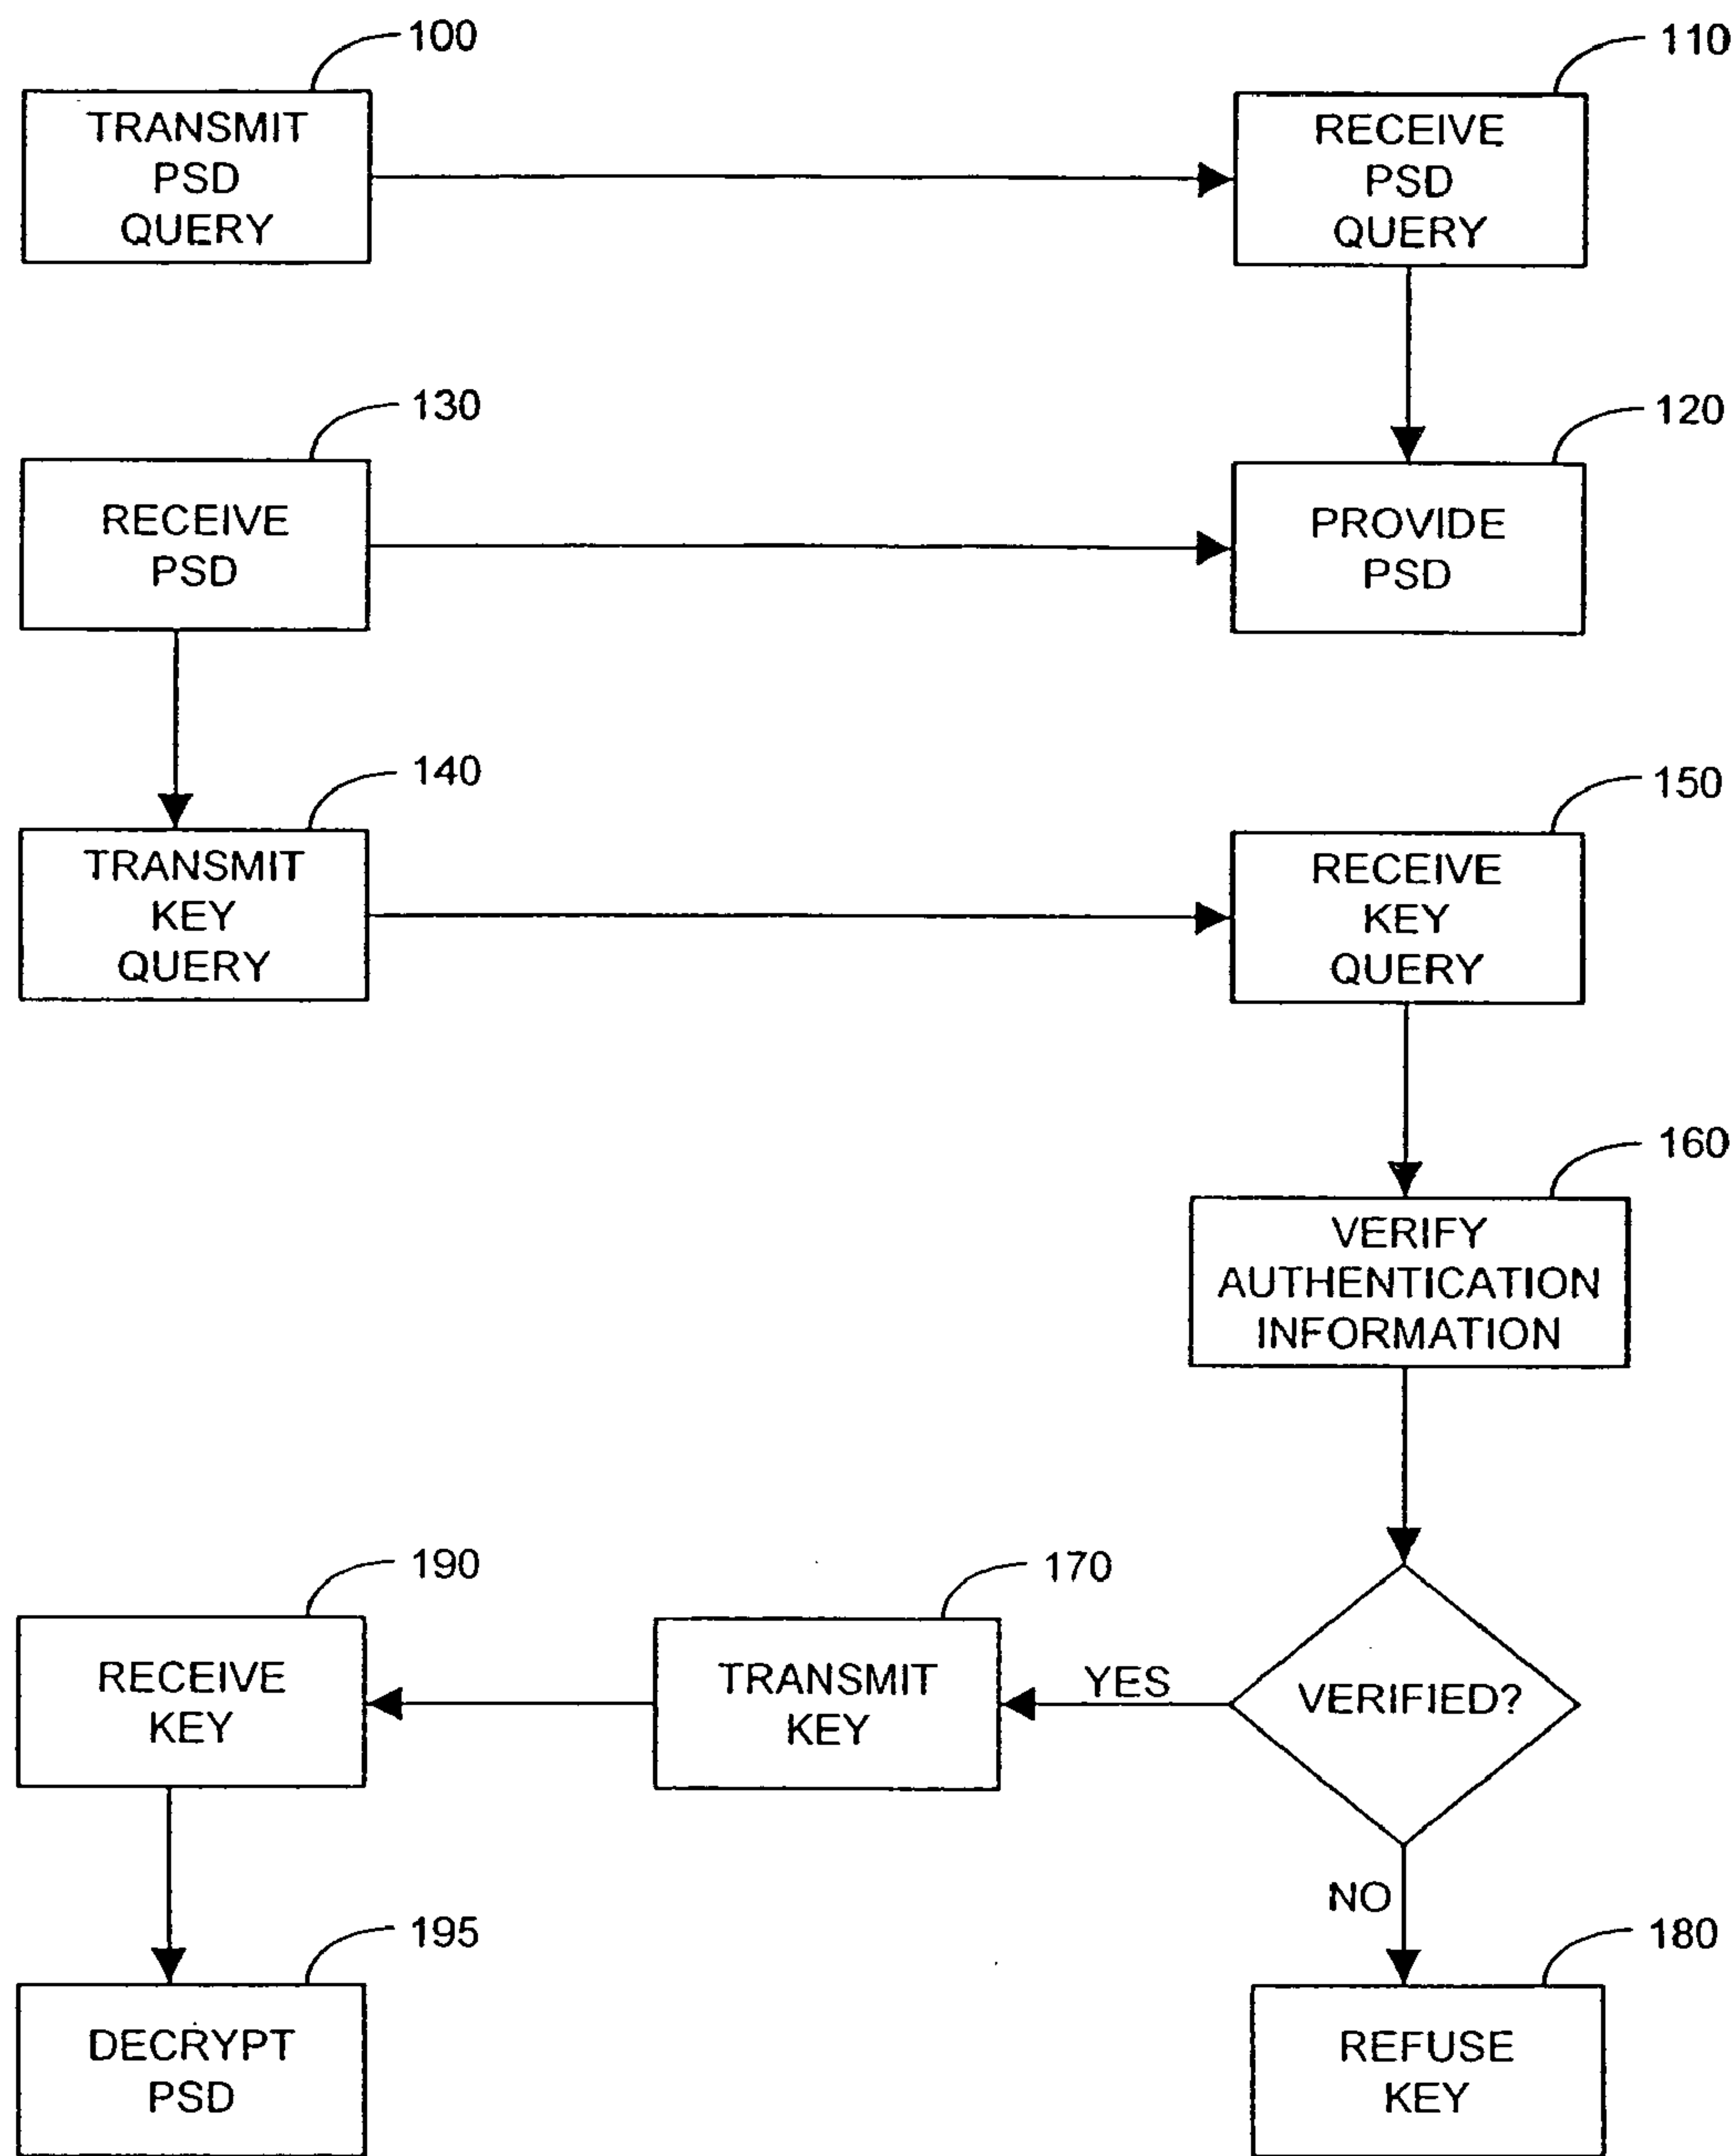 100
TRANSMIT
PSD
QUERY
110
RECEIVE
PSD
QUERY
130
RECEIVE
PSD
120
PROVIDE
PSD
140
TRANSMIT
KEY
QUERY
150
RECEIVE
KEY
QUERY
160
VERIFY
AUTHENTICATION
INFORMATION
190
RECEIVE
KEY
170
TRANSMIT
KEY
YES
VERIFIED?
NO
195
DECRYPT
PSD
180
REFUSE
KEY